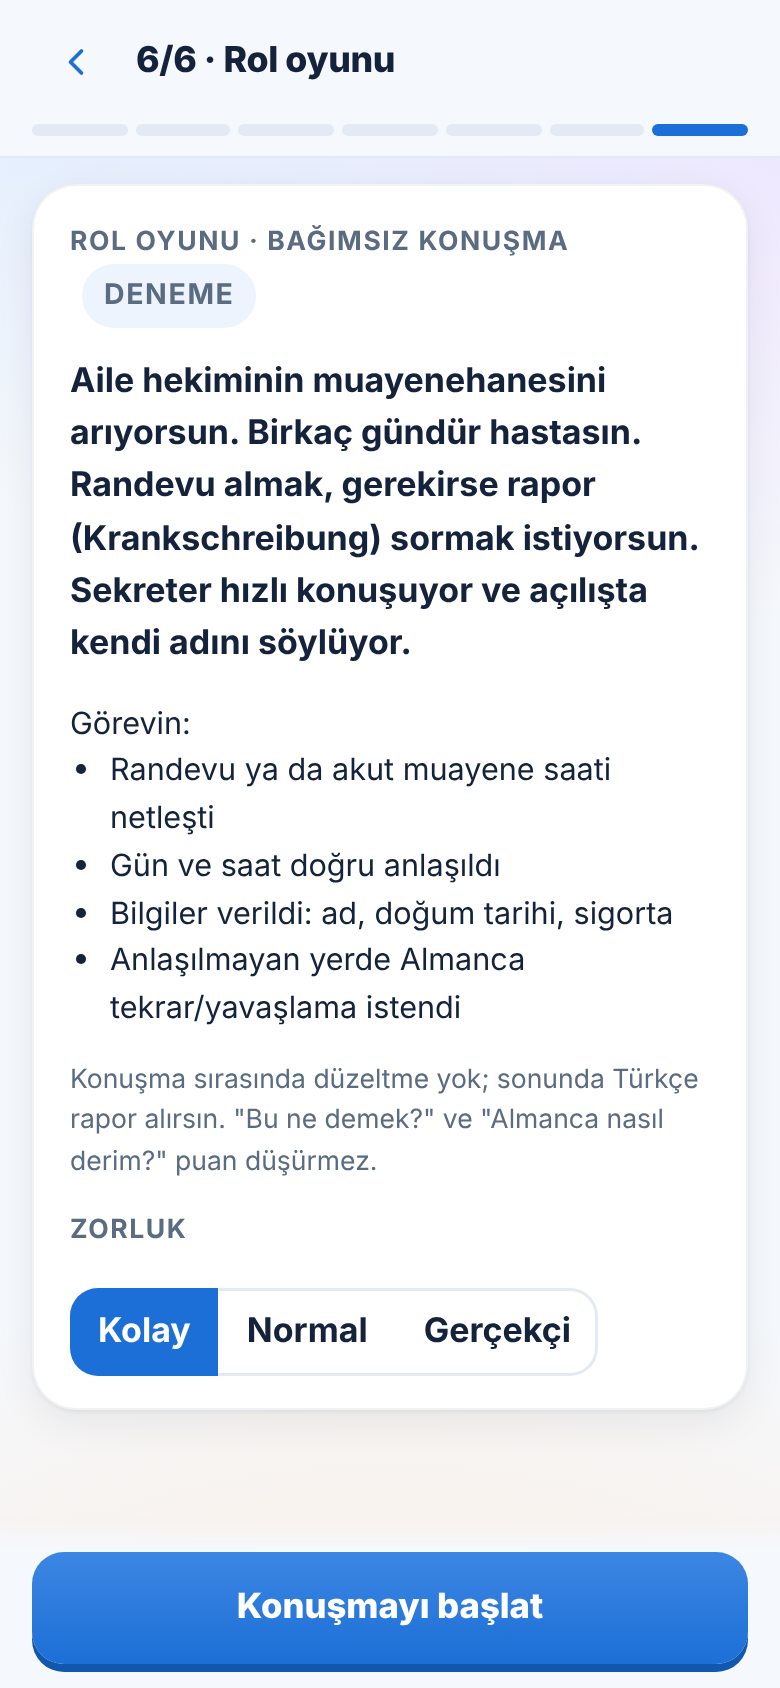 6/6 · Rol oyunu
ROL OYUNU · BAĞIMSIZ KONUŞMA
DENEME
Aile hekiminin muayenehanesini
arıyorsun. Birkaç gündür hastasın.
Randevu almak, gerekirse rapor
(Krankschreibung) sormak istiyorsun.
Sekreter hızlı konuşuyor ve açılışta
kendi adını söylüyor.
Görevin:
• Randevu ya da akut muayene saati
netleşti
• Gün ve saat doğru anlaşıldı
• Bilgiler verildi: ad, doğum tarihi, sigorta
• Anlaşılmayan yerde Almanca
tekrar/yavaşlama istendi
Konuşma sırasında düzeltme yok; sonunda Türkçe
rapor alırsın. "Bu ne demek?" ve "Almanca nasıl
derim?" puan düşürmez.
ZORLUK
Kolay Normal Gerçekçi
Konuşmayı başlat